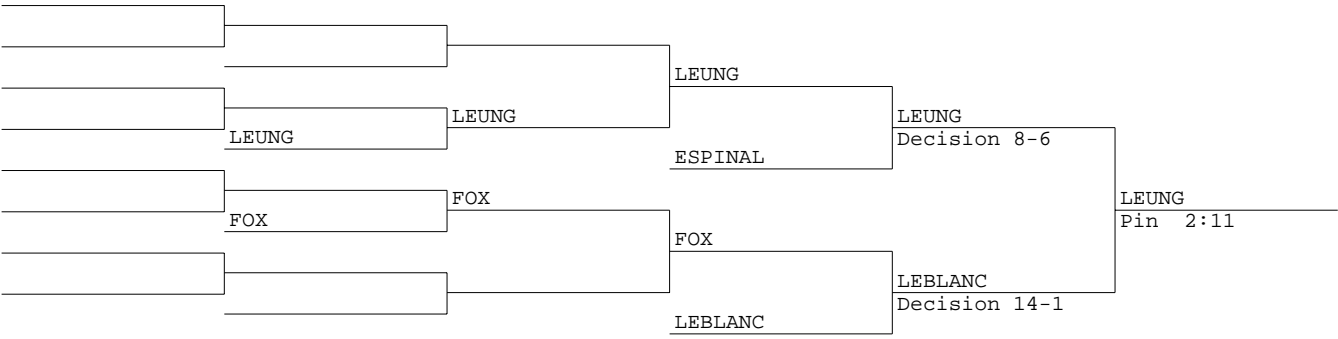 LEUNG
LEUNG
LEUNG
Decision 8-6
LEUNG
ESPINAL
FOX
LEUNG
Pin 2:11
FOX
FOX
LEBLANC
Decision 14-1
LEBLANC